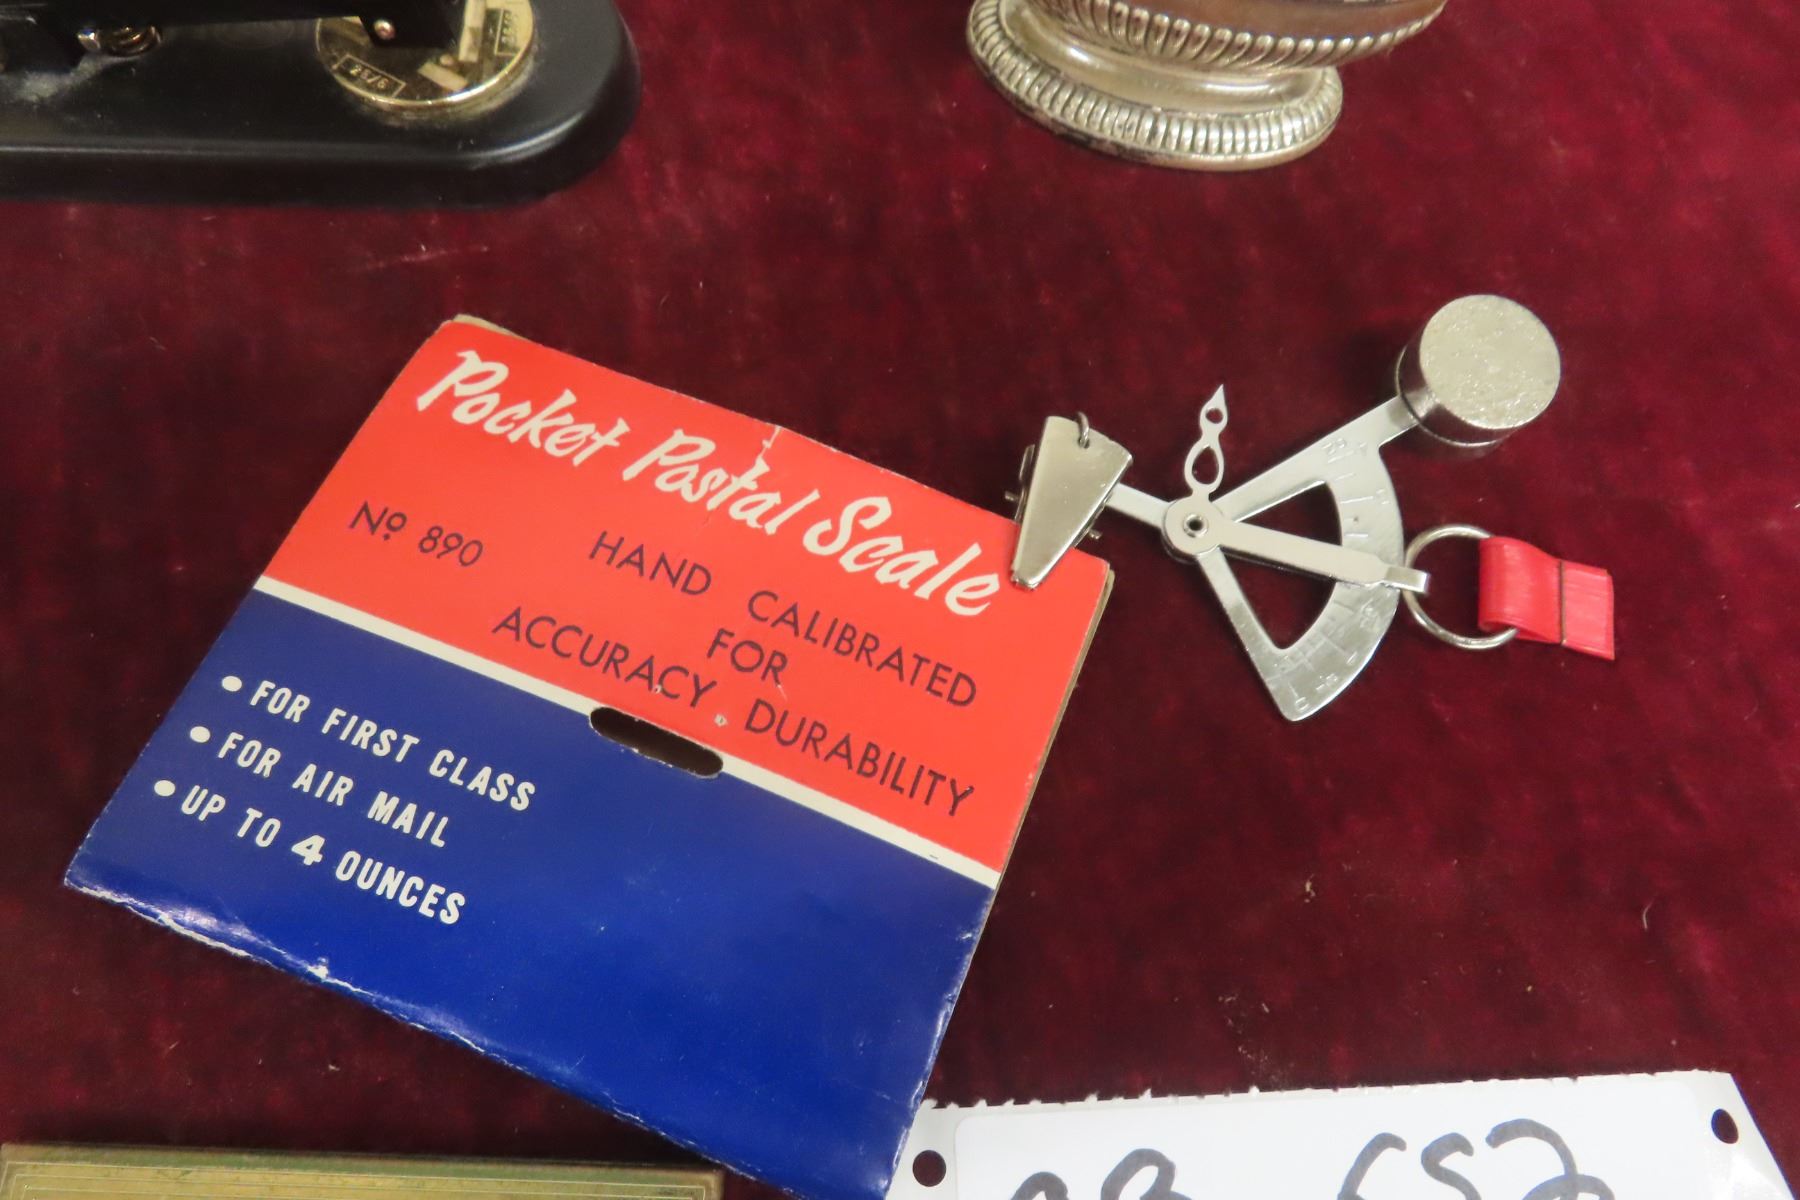 Pocket Postal Scale
Nº 890
HAND CALIBRATED
FOR
ACCURACY, DURABILITY
• FOR FIRST CLASS
• FOR AIR MAIL
• UP TO 4 OUNCES